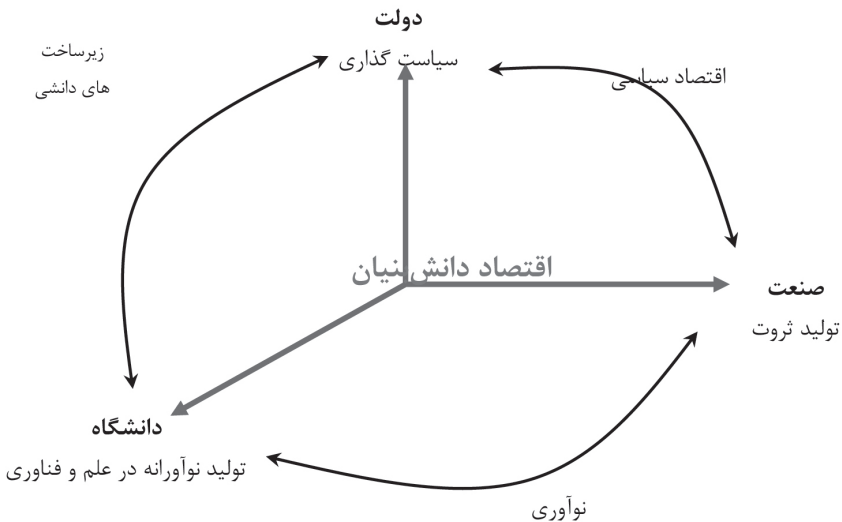 دولت
سیاست گذاری
زیرساخت
های دانشی
اقتصاد سیاسی
اقتصاد دانش بنیان
صنعت
تولید ثروت
دانشگاه
تولید نوآورانه در علم و فناوری
نوآوری